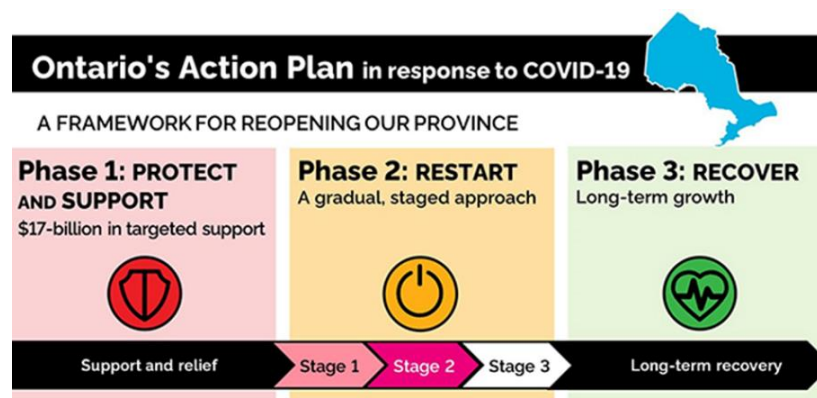 Ontario's Action Plan in response to COVID-19
A FRAMEWORK FOR REOPENING OUR PROVINCE
Phase 1: PROTECT
AND SUPPORT
$17-billion in targeted support
Phase 2: RESTART
A gradual, staged approach
Phase 3: RECOVER
Long-term growth
Support and relief
Stage 1
Stage 2
Stage 3
Long-term recovery